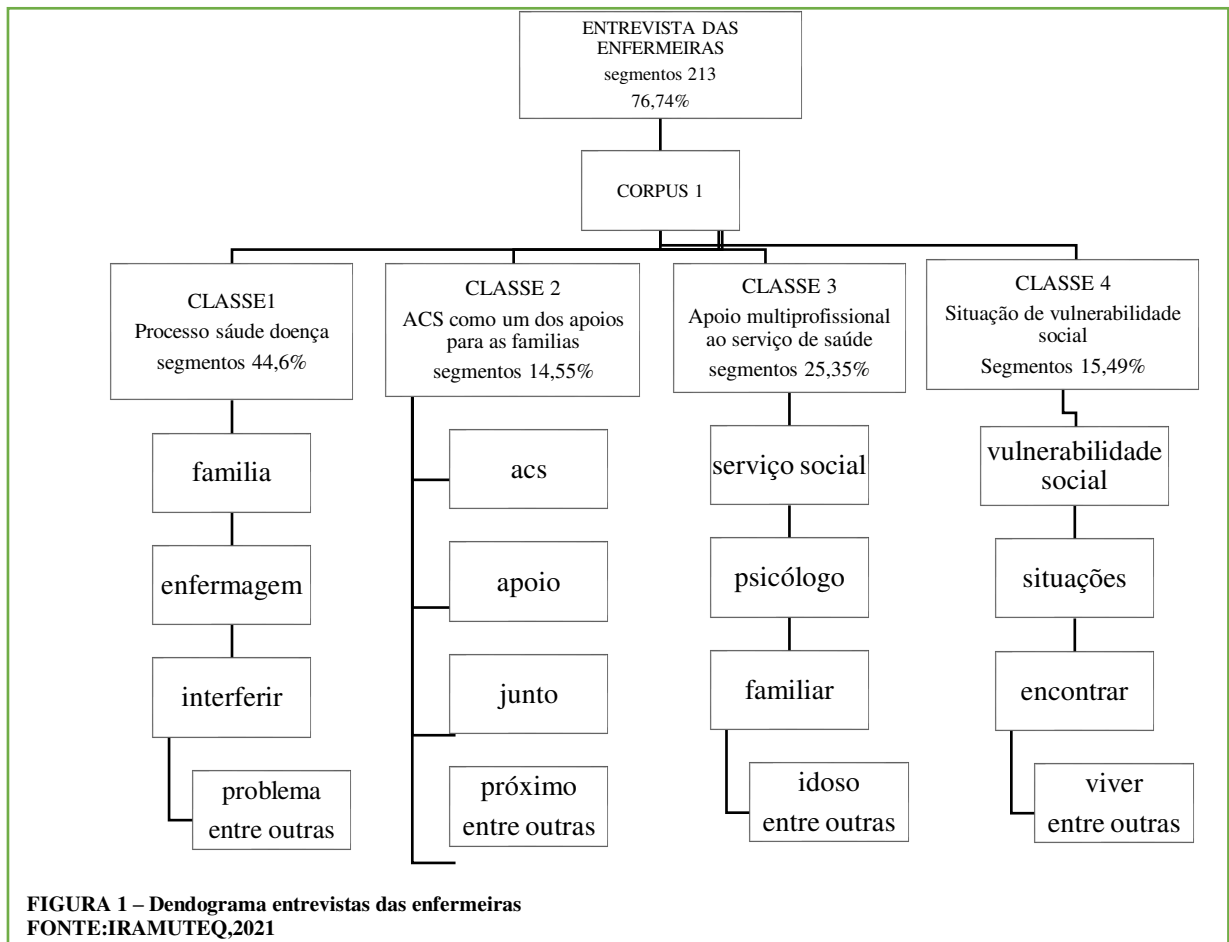 ENTREVISTA DAS
ENFERMEIRAS
segmentos 213
76,74%
CORPUS 1
CLASSE1
Processo sáude doença
segmentos 44,6%
familia
enfermagem
interferir
problema
entre outras
CLASSE 2
ACS como um dos apoios
para as familias
segmentos 14,55%
acs
apoio
junto
próximo
entre outras
CLASSE 3
Apoio multiprofissional
ao serviço de saúde
segmentos 25,35%
serviço social
psicólogo
familiar
idoso
entre outras
CLASSE 4
Situação de vulnerabilidade
social
Segmentos 15,49%
vulnerabilidade
social
situações
encontrar
viver
entre outras
FIGURA 1 – Dendograma entrevistas das enfermeiras
FONTE:IRAMUTEQ,2021